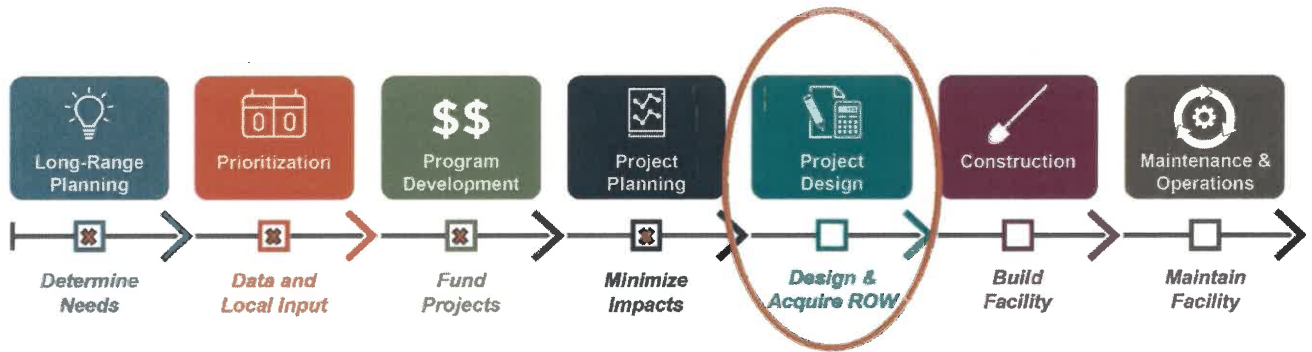 Long-Range
Planning
Prioritization
$$
Program
Development
Project
Planning
Project
Design
Construction
Maintenance &
Operations
Determine
Needs
Data and
Local Input
Fund
Projects
Minimize
Impacts
Design &
Acquire ROW
Build
Facility
Maintain
Facility